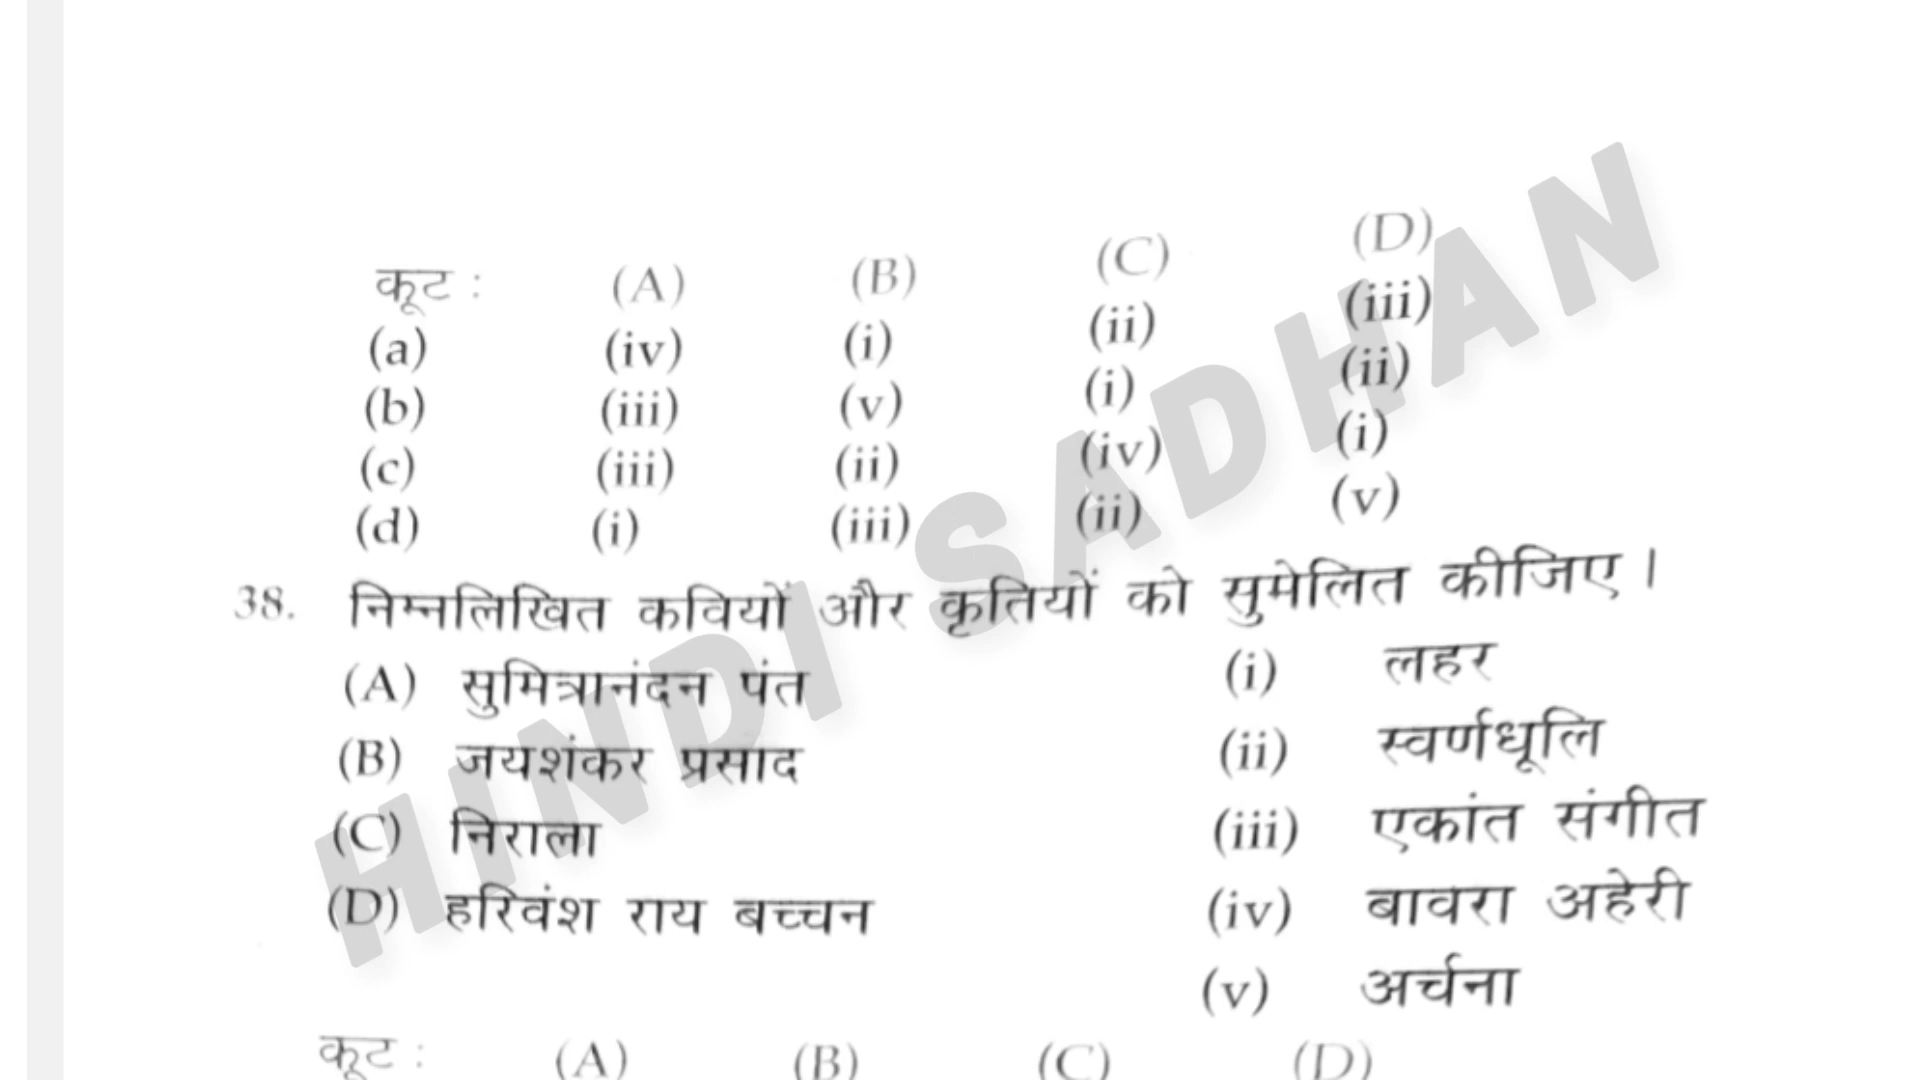 कूट : (A) (B) (C) (D)
(a) (iv) (i) (ii) (iii)
(b) (iii) (v) (i) (ii)
(c) (iii) (ii) (iv) (i)
(d) (i) (iii) (ii) (v)
38. निम्नलिखित कवियों और कृतियों को सुमेलित कीजिए।
(A) सुमित्रानंदन पंत (i) लहर
(B) जयशंकर प्रसाद (ii) स्वर्णधूलि
(C) निराला (iii) एकांत संगीत
(D) हरिवंश राय बच्चन (iv) बावरा अहेरी
(v) अर्चना
कूट : (A) (B) (C) (D)
HINDI SADHAN